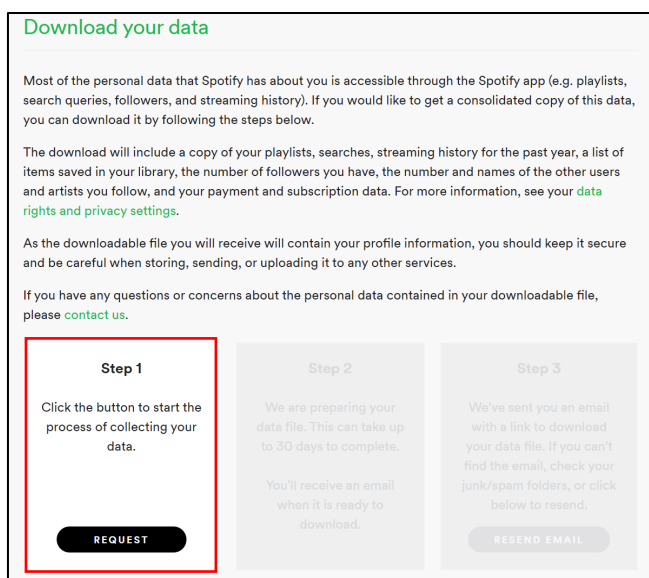 Download your data
Most of the personal data that Spotify has about you is accessible through the Spotify app (e.g. playlists,
search queries, followers, and streaming history). If you would like to get a consolidated copy of this data,
you can download it by following the steps below.
The download will include a copy of your playlists, searches, streaming history for the past year, a list of
items saved in your library, the number of followers you have, the number and names of the other users
and artists you follow, and your payment and subscription data. For more information, see your data
rights and privacy settings.
As the downloadable file you will receive will contain your profile information, you should keep it secure
and be careful when storing, sending, or uploading it to any other services.
If you have any questions or concerns about the personal data contained in your downloadable file,
please contact us.
Step 1
Click the button to start the
process of collecting your
data.
REQUEST
Step 2
We are preparing your
data file. This can take up
to 30 days to complete.
You'll receive an email
when it is ready to
download.
Step 3
We've sent you an email
with a link to download
your data file. If you can't
find the email, check your
junk/spam folders, or click
below to resend.
RESEND EMAIL